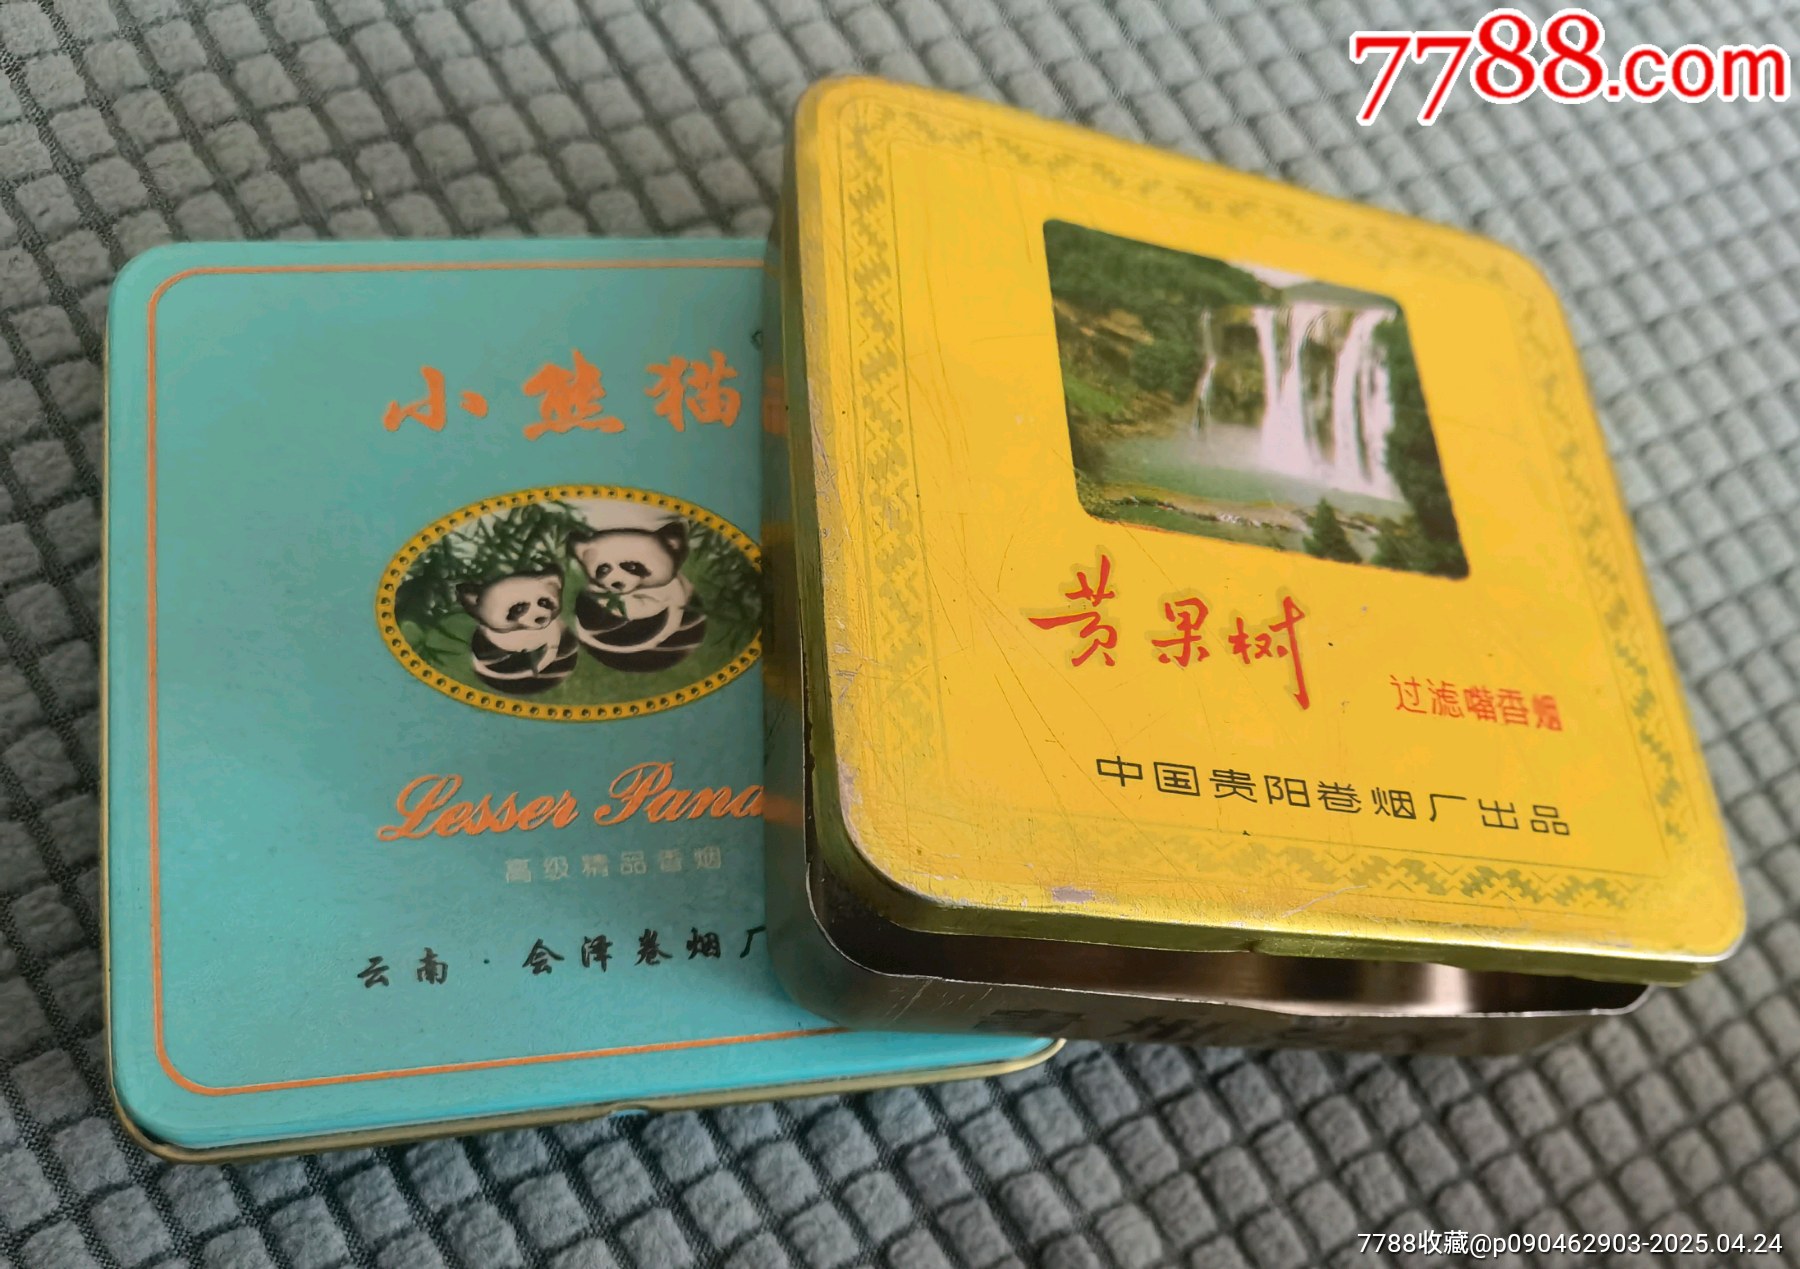 7788.com
小熊猫
Lesser Pand
高级精品香烟
云南·会泽卷烟厂
黄果树
过滤嘴香烟
中国贵阳卷烟厂出品
7788收藏@p090462903-2025.04.24